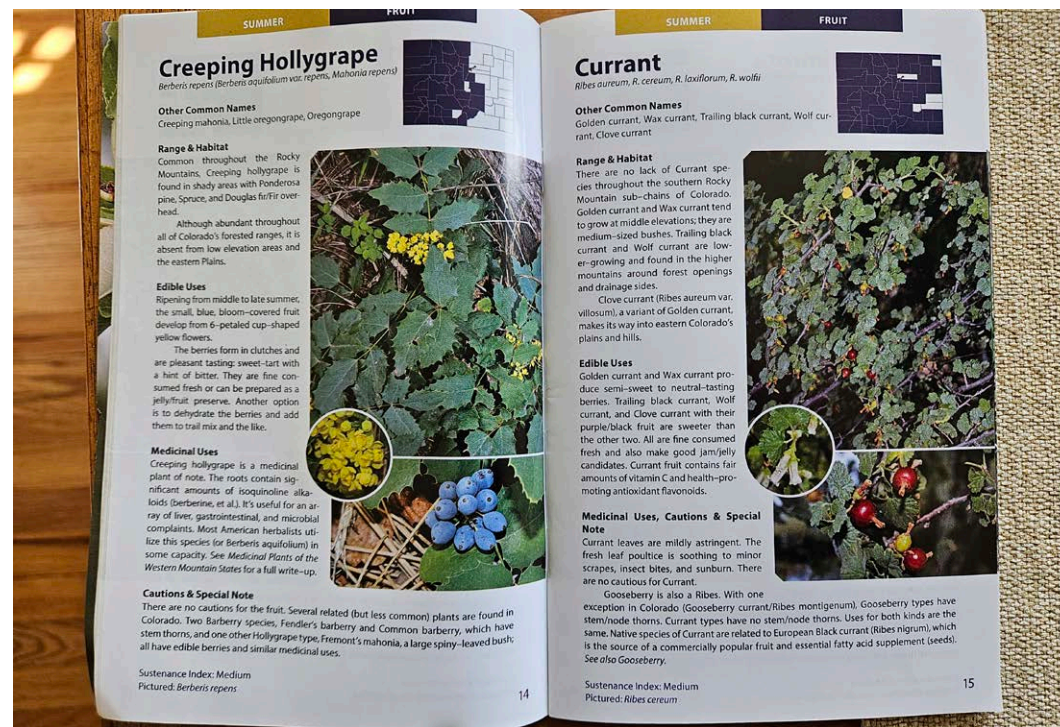 SUMMER
FRUIT
Creeping Hollygrape
Berberis repens (Berberis aquifolium var. repens, Mahonia repens)
Other Common Names
Creeping mahonia, Little oregongrape, Oregongrape
Range & Habitat
Common throughout the Rocky
Mountains, Creeping hollygrape is
found in shady areas with Ponderosa
pine, Spruce, and Douglas fir/Fir over-
head.
Although abundant throughout
all of Colorado's forested ranges, it is
absent from low elevation areas and
the eastern Plains.
Edible Uses
Ripening from middle to late summer,
the small, blue, bloom-covered fruit
develop from 6-petaled cup-shaped
yellow flowers.
The berries form in clutches and
are pleasant tasting: sweet-tart with
a hint of bitter. They are fine con-
sumed fresh or can be prepared as a
jelly/fruit preserve. Another option
is to dehydrate the berries and add
them to trail mix and the like.
Medicinal Uses
Creeping hollygrape is a medicinal
plant of note. The roots contain sig-
nificant amounts of isoquinoline alka-
loids (berberine, et al.). It's useful for an ar-
ray of liver, gastrointestinal, and microbial
complaints. Most American herbalists uti-
lize this species (or Berberis aquifolium) in
some capacity. See Medicinal Plants of the
Western Mountain States for a full write-up.
Cautions & Special Note
There are no cautions for the fruit. Several related (but less common) plants are found in
Colorado. Two Barberry species, Fendler's barberry and Common barberry, which have
stem thorns, and one other Hollygrape type, Fremont's mahonia, a large spiny-leaved bush;
all have edible berries and similar medicinal uses.
Sustenance Index: Medium
Pictured: Berberis repens
14
SUMMER
FRUIT
Currant
Ribes aureum, R. cereum, R. laxiflorum, R. wolfii
Other Common Names
Golden currant, Wax currant, Trailing black currant, Wolf cur-
rant, Clove currant
Range & Habitat
There are no lack of Currant spe-
cies throughout the southern Rocky
Mountain sub-chains of Colorado.
Golden currant and Wax currant tend
to grow at middle elevations; they are
medium-sized bushes. Trailing black
currant and Wolf currant are low-
er-growing and found in the higher
mountains around forest openings
and drainage sides.
Clove currant (Ribes aureum var.
villosum), a variant of Golden currant,
makes its way into eastern Colorado's
plains and hills.
Edible Uses
Golden currant and Wax currant pro-
duce semi-sweet to neutral-tasting
berries. Trailing black currant, Wolf
currant, and Clove currant with their
purple/black fruit are sweeter than
the other two. All are fine consumed
fresh and also make good jam/jelly
candidates. Currant fruit contains fair
amounts of vitamin C and health-pro-
moting antioxidant flavonoids.
Medicinal Uses, Cautions & Special
Note
Currant leaves are mildly astringent. The
fresh leaf poultice is soothing to minor
scrapes, insect bites, and sunburn. There
are no cautious for Currant.
Gooseberry is also a Ribes. With one
exception in Colorado (Gooseberry currant/Ribes montigenum), Gooseberry types have
stem/node thorns. Currant types have no stem/node thorns. Uses for both kinds are the
same. Native species of Currant are related to European Black currant (Ribes nigrum), which
is the source of a commercially popular fruit and essential fatty acid supplement (seeds).
See also Gooseberry.
Sustenance Index: Medium
Pictured: Ribes cereum
15